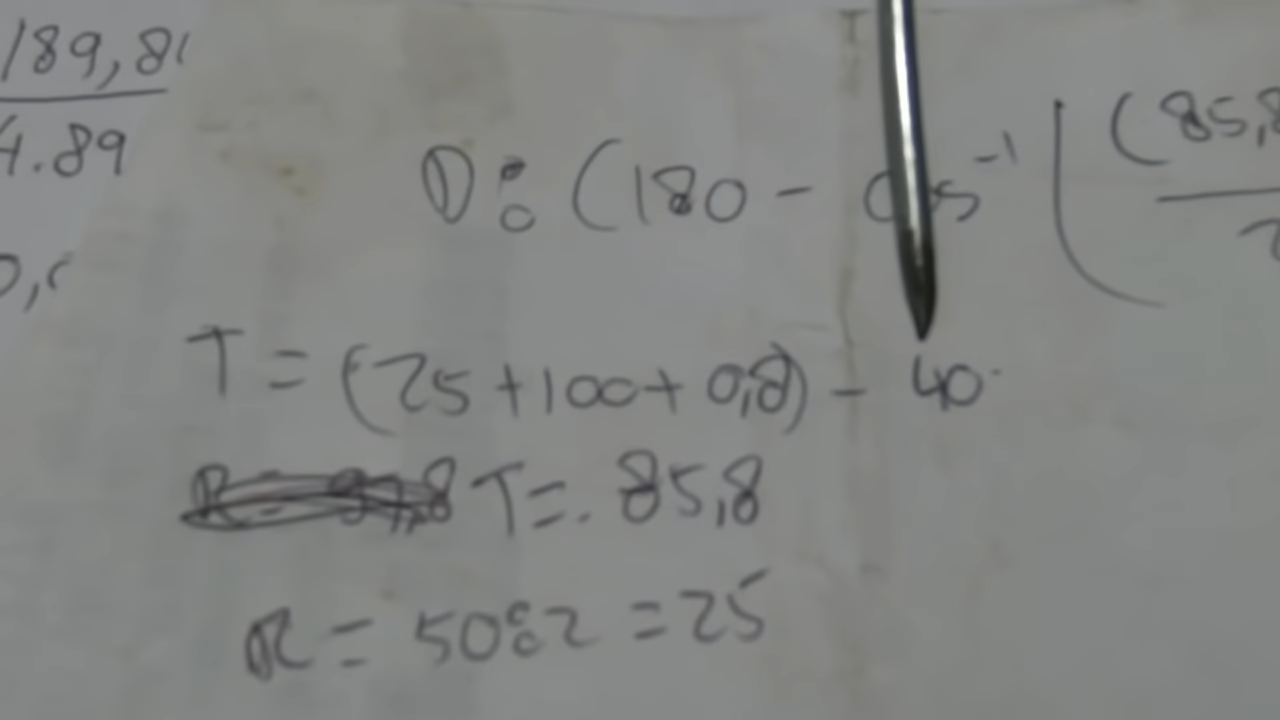 189,8
4.89
D: (180 - cos⁻¹ ( (85,8
0,
T = (25 + 100 + 0,8) - 40
T = . 85,8
R = 50:2 = 25